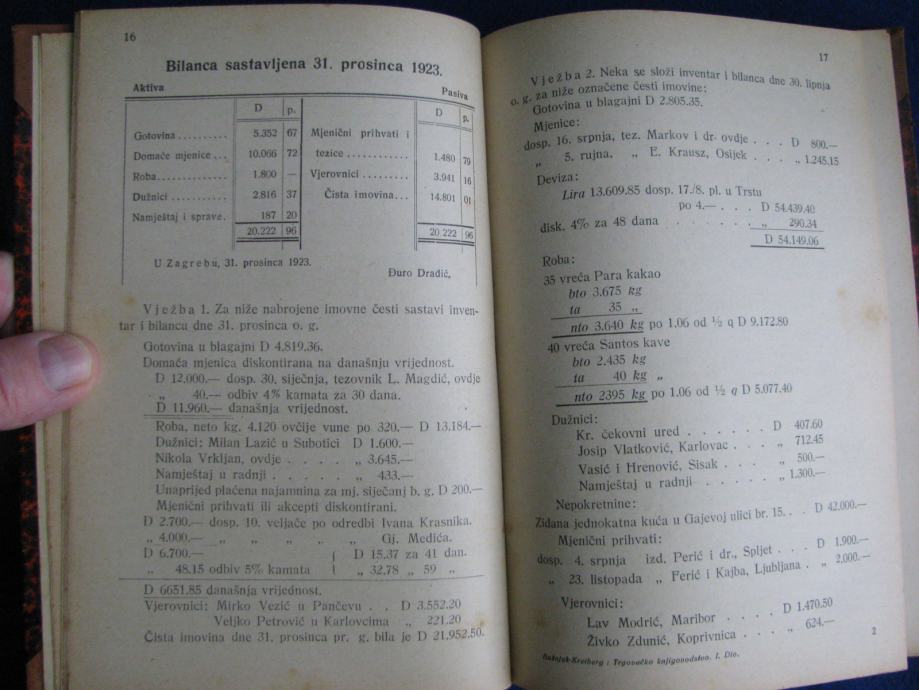 16
Bilanca sastavljena 31. prosinca 1923.
Aktiva Pasiva
D p. D p.
Gotovina .......... 5.352 67 Mjenični prihvati i
Domaće mjenice ... 10.066 72 tezice ............ 1.480 79
Roba ............. 1.800 — Vjerovnici ......... 3.941 16
Dužnici ........... 2.816 37 Čista imovina... 14.801 01
Namještaj i sprave. 187 20
20.222 96 20.222 96
U Zagrebu, 31. prosinca 1923.
Đuro Dradić,
Vježba 1. Za niže nabrojene imovne česti sastavi inven-
tar i bilancu dne 31. prosinca o. g.
Gotovina u blagajni D 4.819.36.
Domaća mjenica diskontirana na današnju vrijednost.
D 12,000.— dosp. 30. siječnja, tezovnik L. Magdić, ovdje
„ 40.— odbiv 4% kamata za 30 dana.
D 11.960.— današnja vrijednost.
Roba, neto kg. 4.120 ovčije vune po 320.— D 13.184.—
Dužnici: Milan Lazić u Subotici D 1.600.—
Nikola Vrkljan, ovdje . . . . „ 3.645.—
Namještaj u radnji . . . . . „ 433.—
Unaprijed plaćena najamnina za mj. siječanj b. g. D 200.—
Mjenični prihvati ili akcepti diskontirani.
D 2.700.— dosp. 10. veljače po odredbi Ivana Krasnika.
„ 4.000.— „ „ „ „ „ Gj. Medića.
D 6.700.— { D 15.37 za 41 dan.
„ 48.15 odbiv 5% kamata { „ 32.78 „ 59 „
D 6651.85 današnja vrijednost.
Vjerovnici: Mirko Vezić u Pančevu . . D 3.552.20
Veljko Petrović u Karlovcima „ 221.20
Čista imovina dne 31. prosinca pr. g. bila je D 21.952.50.
17
Vježba 2. Neka se složi inventar i bilanca dne 30. lipnja
o. g. za niže označene česti imovine:
Gotovina u blagajni D 2.805.35.
Mjenice:
dosp. 16. srpnja, tez. Markov i dr. ovdje . . . D 800.—
„ 5. rujna, „ E. Krausz, Osijek . . . „ 1.245.15
Deviza:
Lira 13.609.85 dosp. 17./8. pl. u Trstu
po 4.— . . . D 54.439.40
disk. 4% za 48 dana . . . . . „ 290.34
D 54.149.06
Roba:
35 vreća Para kakao
bto 3.675 kg
ta 35 „
nto 3.640 kg po 1.06 od ½ q D 9.172.80
40 vreća Santos kave
bto 2.435 kg
ta 40 kg „
nto 2395 kg po 1.06 od ½ q D 5.077.40
Dužnici:
Kr. čekovni ured . . . . . . D 407.60
Josip Vlatković, Karlovac . . . . „ 712.45
Vasić i Hrenović, Sisak . . . . „ 500.—
Namještaj u radnji . . . . . „ 1.300.—
Nepokretnine:
Zidana jednokatna kuća u Gajevoj ulici br. 15. . . D 42.000.—
Mjenični prihvati:
dosp. 4. srpnja izd. Perić i dr., Spljet . . . D 1.900.—
„ 23. listopada „ Ferić i Kajba, Ljubljana . „ 2.000.—
Vjerovnici:
Lav Modrić, Maribor . . . . D 1.470.50
Živko Zdunić, Koprivnica . . . . „ 624.—
-Kreiberg: Trgovačko knjigovodstvo. I. Dio. 2